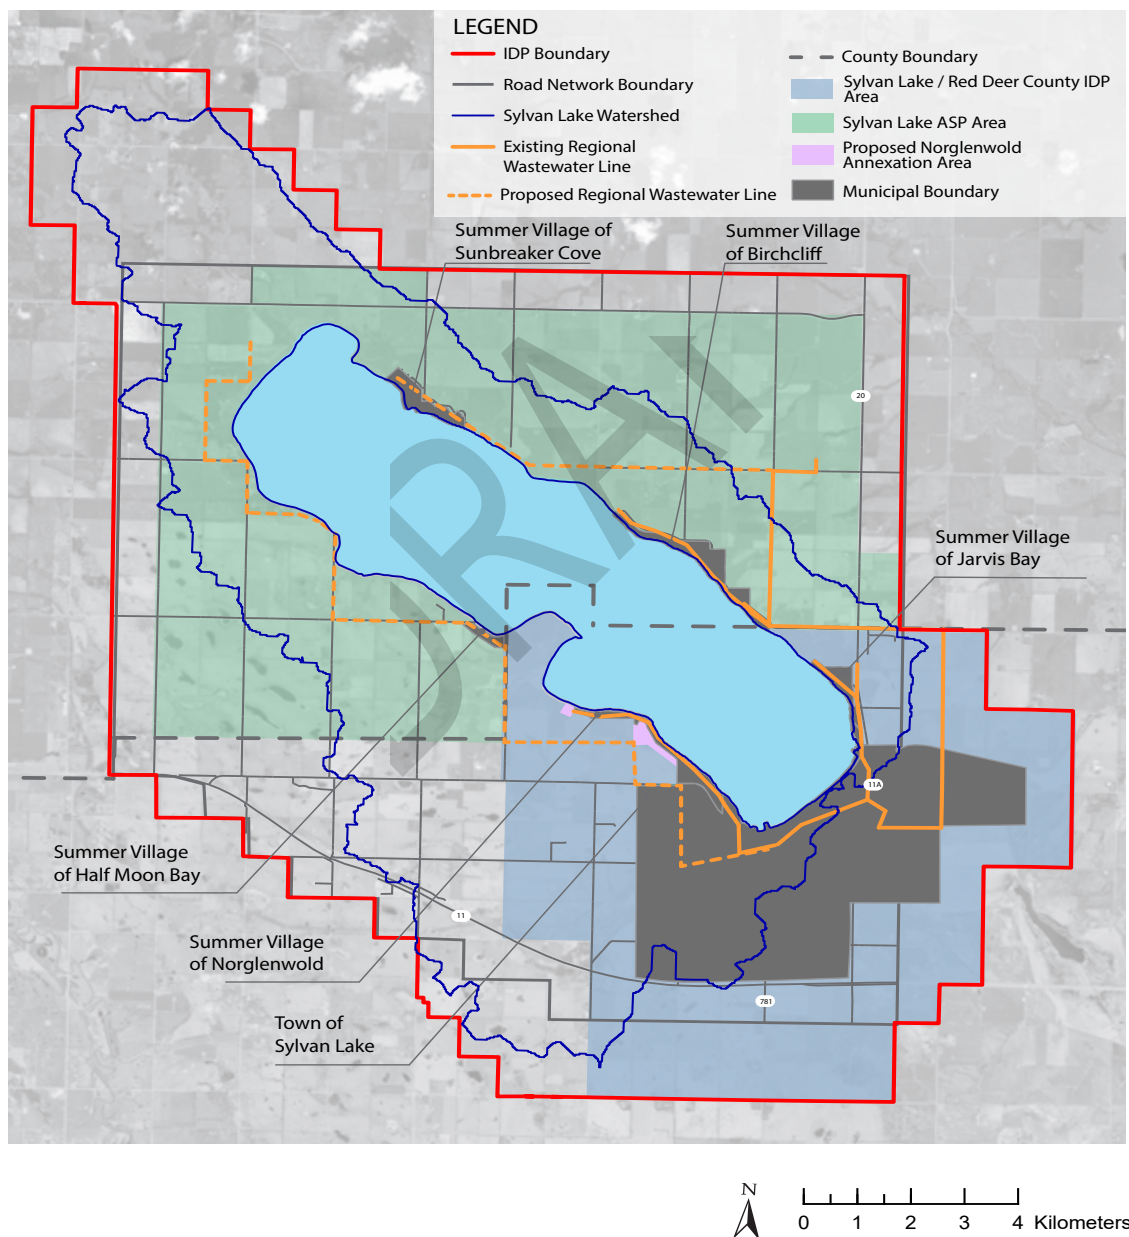 LEGEND
IDP Boundary
Road Network Boundary
Sylvan Lake Watershed
Existing Regional
Wastewater Line
Proposed Regional Wastewater Line
County Boundary
Sylvan Lake / Red Deer County IDP
Area
Sylvan Lake ASP Area
Proposed Norglenwold
Annexation Area
Municipal Boundary
Summer Village of
Sunbreaker Cove
Summer Village
of Birchcliff
20
Summer Village
of Jarvis Bay
11A
Summer Village
of Half Moon Bay
11
Summer Village
of Norglenwold
781
Town of
Sylvan Lake
N
0 1 2 3 4 Kilometers